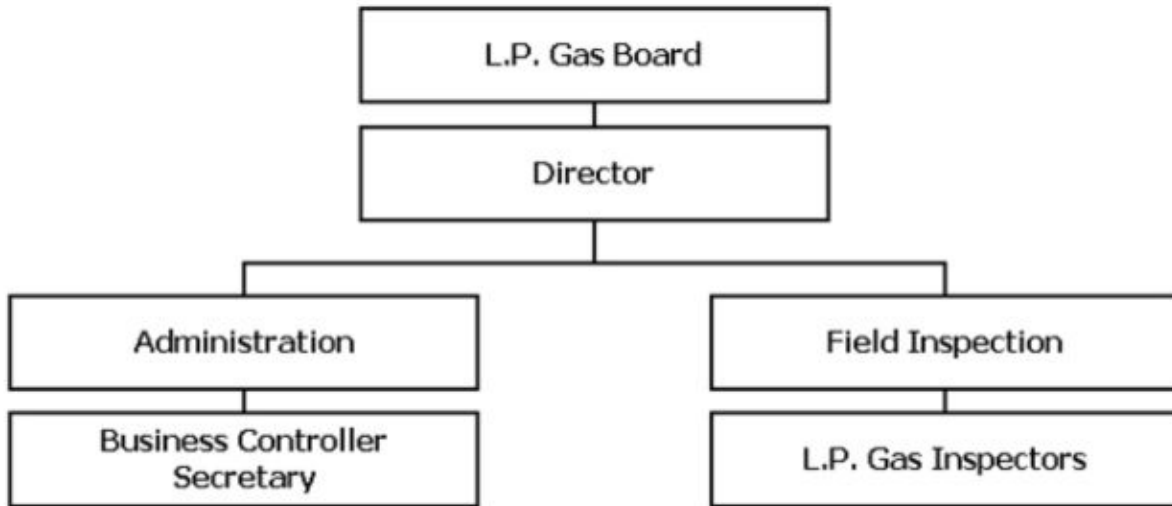 L.P. Gas Board
Director
Administration
Field Inspection
Business Controller
Secretary
L.P. Gas Inspectors